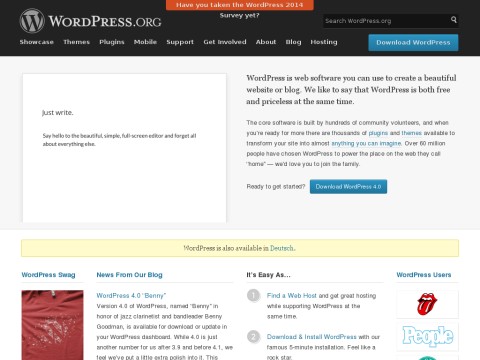 Have you taken the WordPress 2014
Survey yet?
WORDPRESS.ORG
Search WordPress.org
Showcase Themes Plugins Mobile Support Get Involved About Blog Hosting
Download WordPress
Just write.
Say hello to the beautiful, simple, full-screen editor and forget all
about everything else.
WordPress is web software you can use to create a beautiful
website or blog. We like to say that WordPress is both free
and priceless at the same time.
The core software is built by hundreds of community volunteers, and when
you're ready for more there are thousands of plugins and themes available to
transform your site into almost anything you can imagine. Over 60 million
people have chosen WordPress to power the place on the web they call
"home" — we'd love you to join the family.
Ready to get started? Download WordPress 4.0
WordPress is also available in Deutsch.
WordPress Swag
News From Our Blog
WordPress 4.0 "Benny"
Version 4.0 of WordPress, named "Benny" in
honor of jazz clarinetist and bandleader Benny
Goodman, is available for download or update in
your WordPress dashboard. While 4.0 is just
another number for us after 3.9 and before 4.1, we
feel we've put a little extra polish into it. This
It's Easy As…
1 Find a Web Host and get great hosting
while supporting WordPress at the
same time.
2 Download & Install WordPress with
our famous 5-minute installation. Feel like a
rock star.
WordPress Users
People